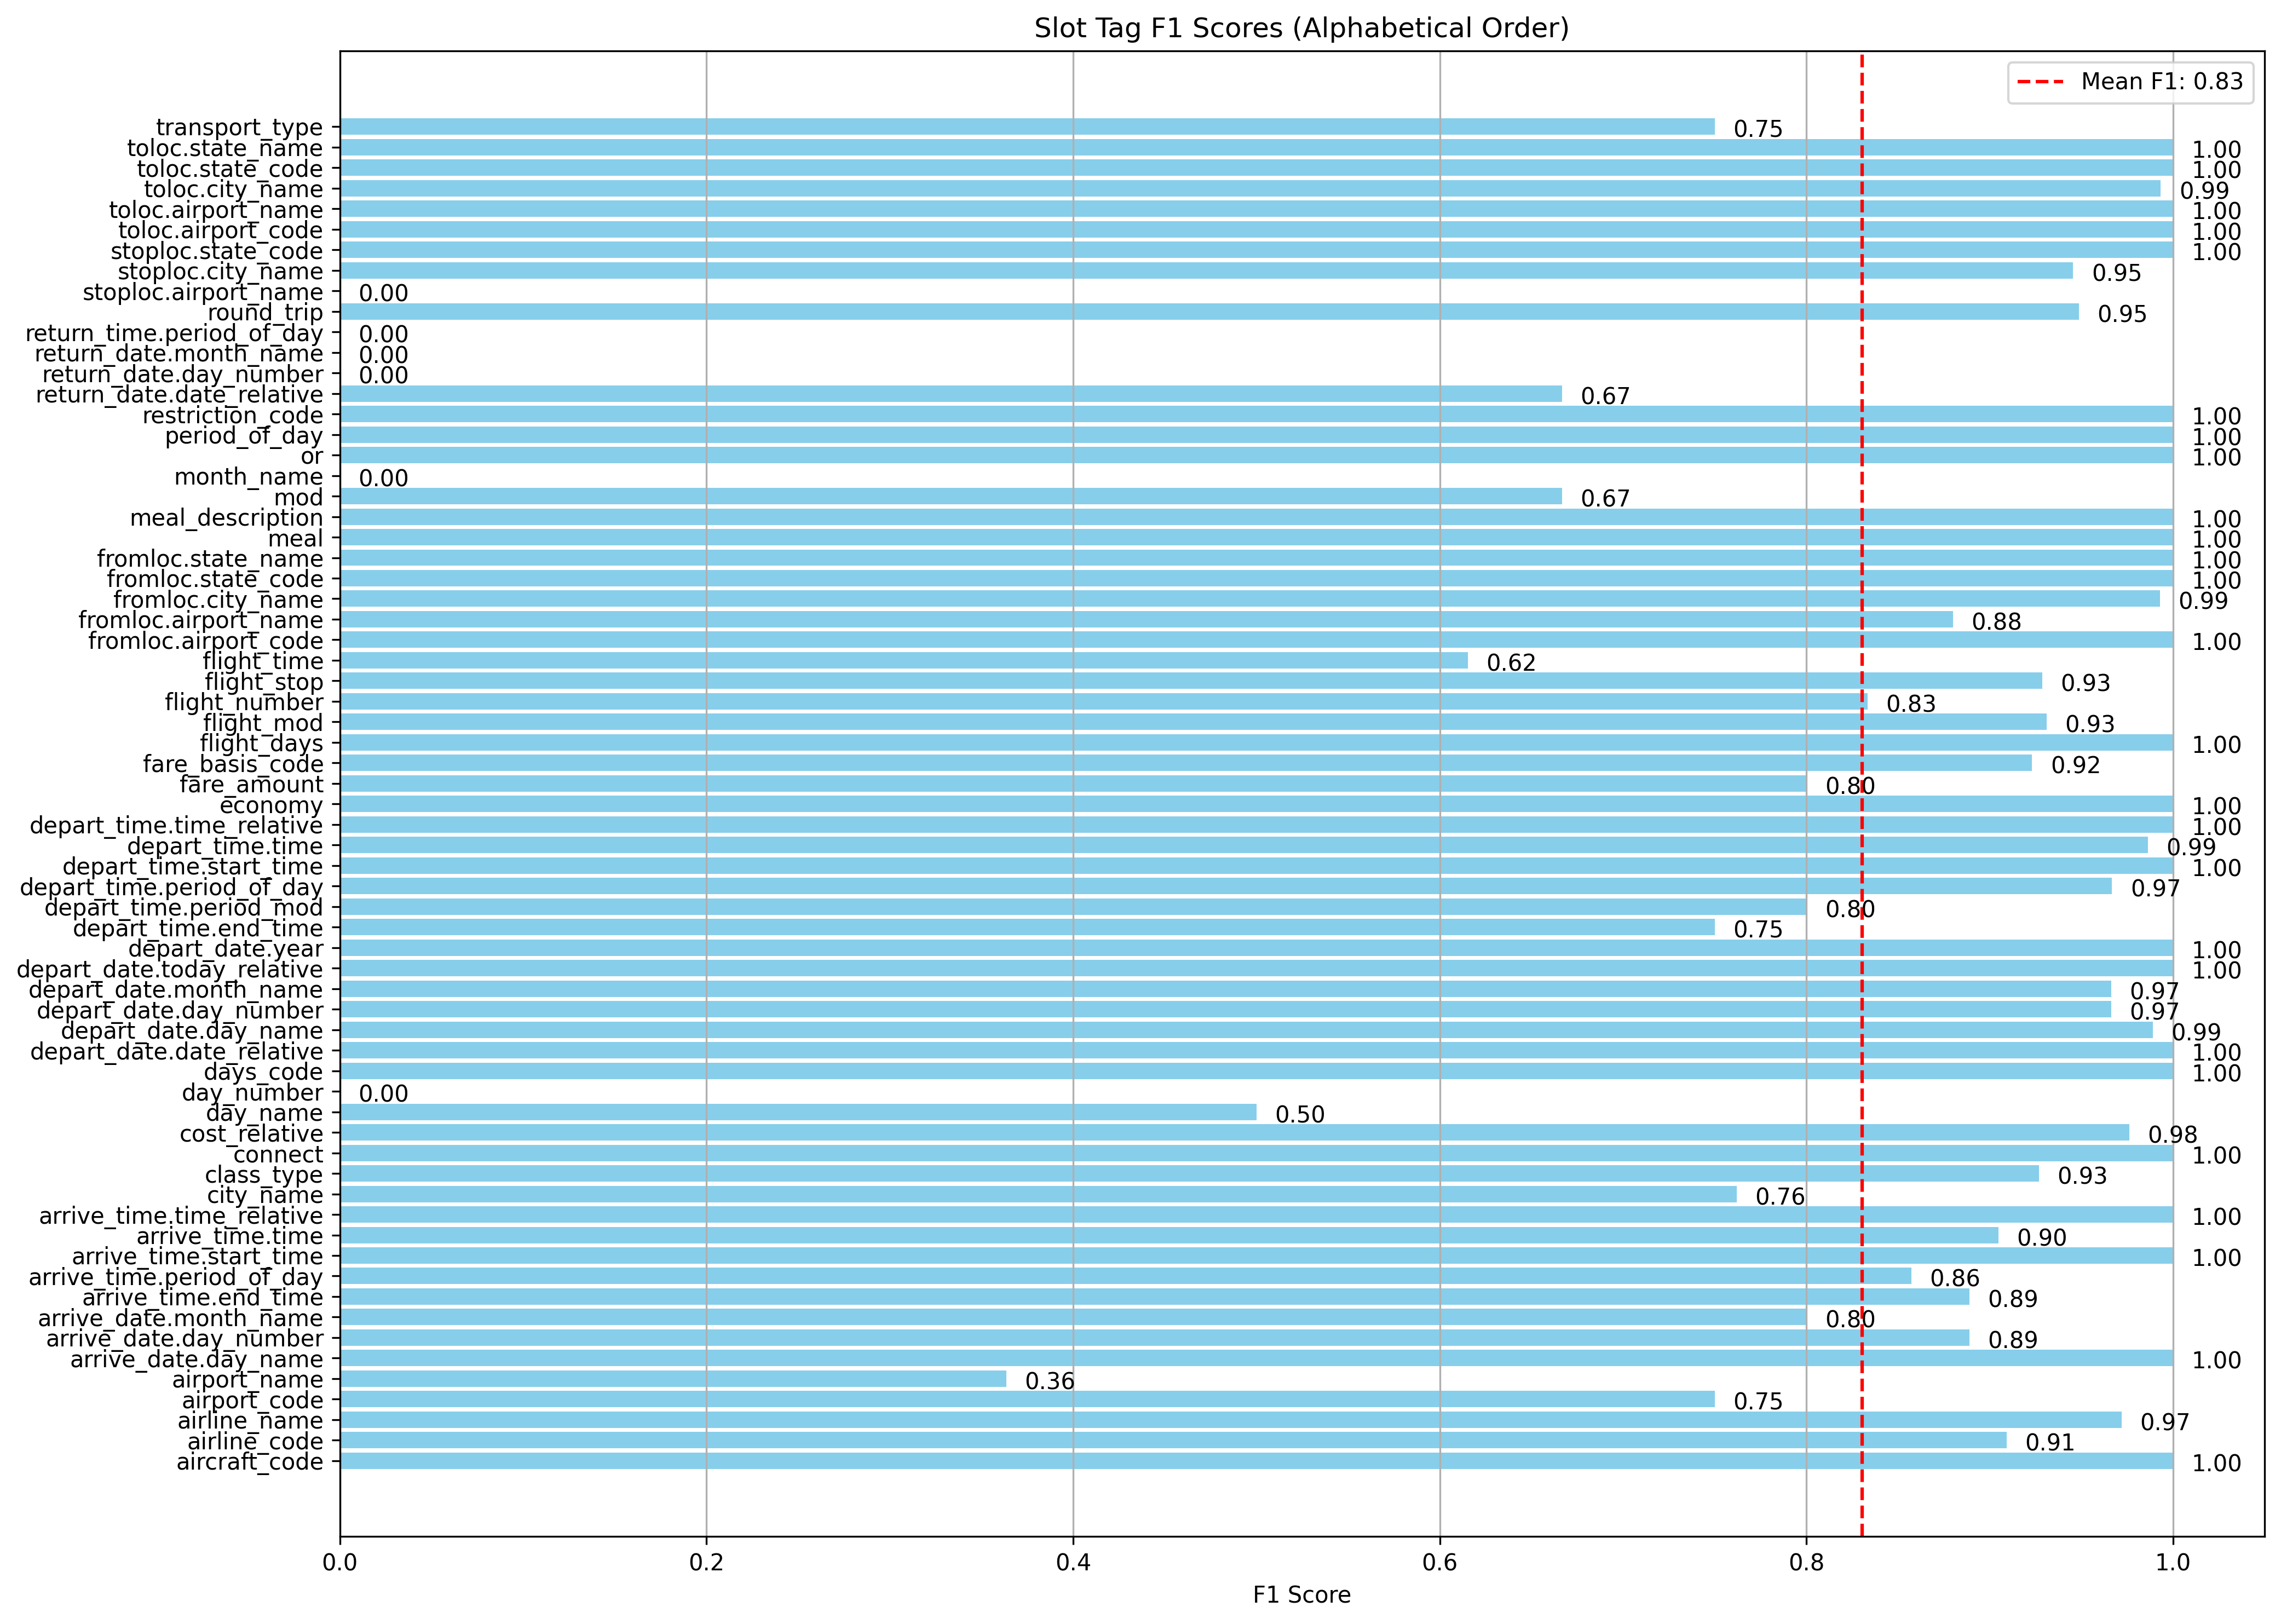 Slot Tag F1 Scores (Alphabetical Order)
Mean F1: 0.83
transport_type 0.75
toloc.state_name 1.00
toloc.state_code 1.00
toloc.city_name 0.99
toloc.airport_name 1.00
toloc.airport_code 1.00
stoploc.state_code 1.00
stoploc.city_name 0.95
stoploc.airport_name 0.00
round_trip 0.95
return_time.period_of_day 0.00
return_date.month_name 0.00
return_date.day_number 0.00
return_date.date_relative 0.67
restriction_code 1.00
period_of_day 1.00
or 1.00
month_name 0.00
mod 0.67
meal_description 1.00
meal 1.00
fromloc.state_name 1.00
fromloc.state_code 1.00
fromloc.city_name 0.99
fromloc.airport_name 0.88
fromloc.airport_code 1.00
flight_time 0.62
flight_stop 0.93
flight_number 0.83
flight_mod 0.93
flight_days 1.00
fare_basis_code 0.92
fare_amount 0.80
economy 1.00
depart_time.time_relative 1.00
depart_time.time 0.99
depart_time.start_time 1.00
depart_time.period_of_day 0.97
depart_time.period_mod 0.80
depart_time.end_time 0.75
depart_date.year 1.00
depart_date.today_relative 1.00
depart_date.month_name 0.97
depart_date.day_number 0.97
depart_date.day_name 0.99
depart_date.date_relative 1.00
days_code 1.00
day_number 0.00
day_name 0.50
cost_relative 0.98
connect 1.00
class_type 0.93
city_name 0.76
arrive_time.time_relative 1.00
arrive_time.time 0.90
arrive_time.start_time 1.00
arrive_time.period_of_day 0.86
arrive_time.end_time 0.89
arrive_date.month_name 0.80
arrive_date.day_number 0.89
arrive_date.day_name 1.00
airport_name 0.36
airport_code 0.75
airline_name 0.97
airline_code 0.91
aircraft_code 1.00
0.0 0.2 0.4 0.6 0.8 1.0
F1 Score